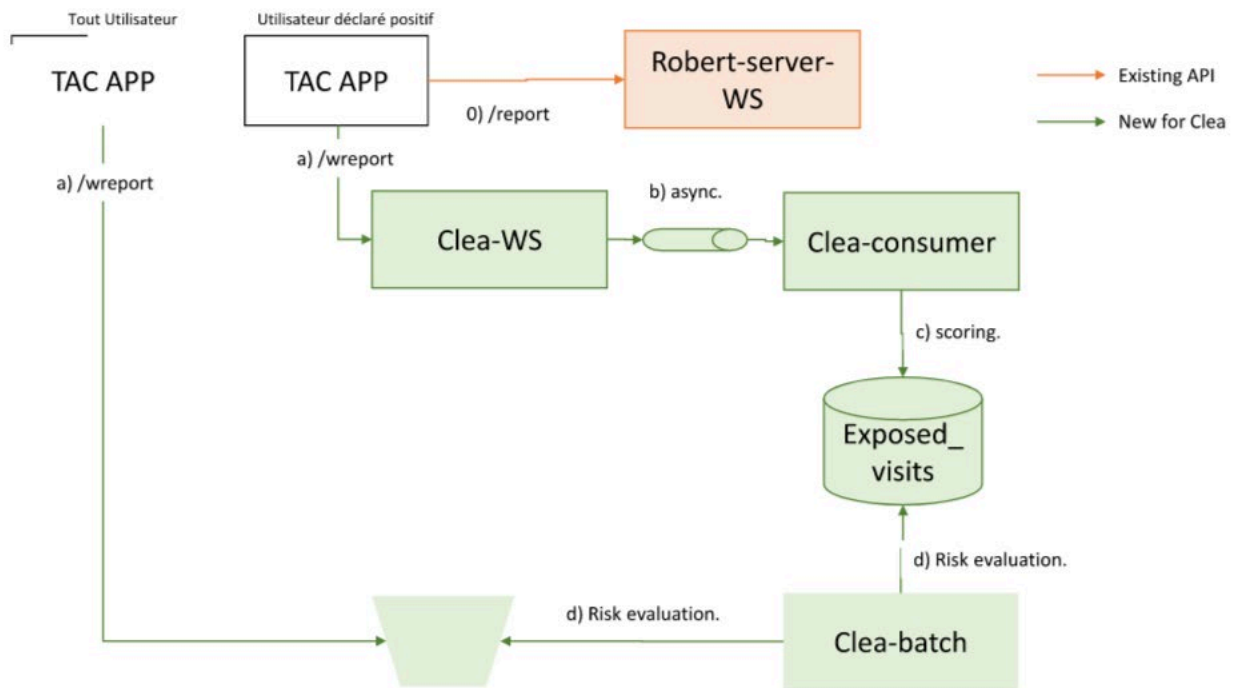 Tout Utilisateur
Utilisateur déclaré positif
TAC APP
TAC APP
Robert-server-
WS
Existing API
New for Clea
0) /report
a) /wreport
a) /wreport
Clea-WS
b) async.
Clea-consumer
c) scoring.
Exposed_
visits
d) Risk evaluation.
d) Risk evaluation.
Clea-batch